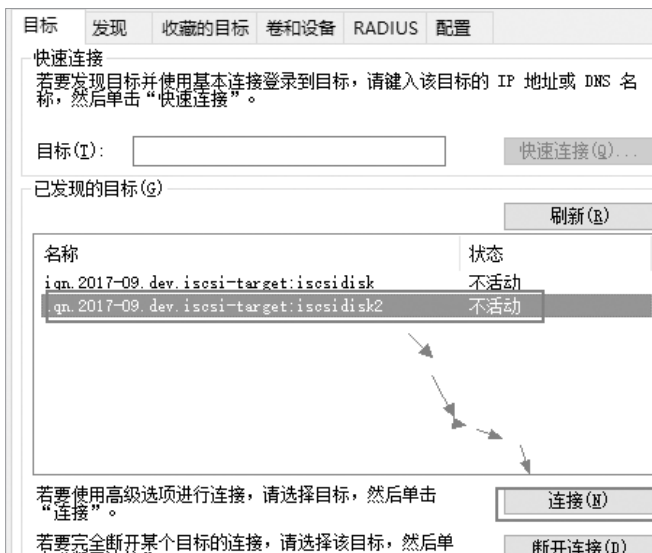 目标 发现 收藏的目标 卷和设备 RADIUS 配置
快速连接
若要发现目标并使用基本连接登录到目标，请键入该目标的 IP 地址或 DNS 名
称，然后单击“快速连接”。
目标(T): 快速连接(Q)...
已发现的目标(G)
刷新(R)
名称 状态
iqn.2017-09.dev.iscsi-target:iscsidisk 不活动
iqn.2017-09.dev.iscsi-target:iscsidisk2 不活动
若要使用高级选项进行连接，请选择目标，然后单击
“连接”。 连接(N)
若要完全断开某个目标的连接，请选择该目标，然后单 断开连接(D)